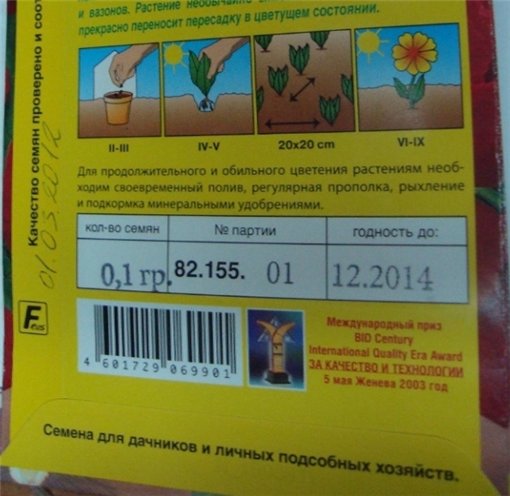 и вазонов. Растение необычайно
прекрасно переносит пересадку в цветущем состоянии.
II-III
IV-V
20x20 cm
VI-IX
Для продолжительного и обильного цветения растениям необ-
ходим своевременный полив, регулярная прополка, рыхление
и подкормка минеральными удобрениями.
кол-во семян
№ партии
годность до:
0,1 гр.
82.155. 01
12.2014
F
4 601729 069901
Международный приз
BID Century
International Quality Era Award
ЗА КАЧЕСТВО И ТЕХНОЛОГИИ
5 мая Женева 2003 год
Семена для дачников и личных подсобных хозяйств.
Качество семян проверено и соот
01.03.2012